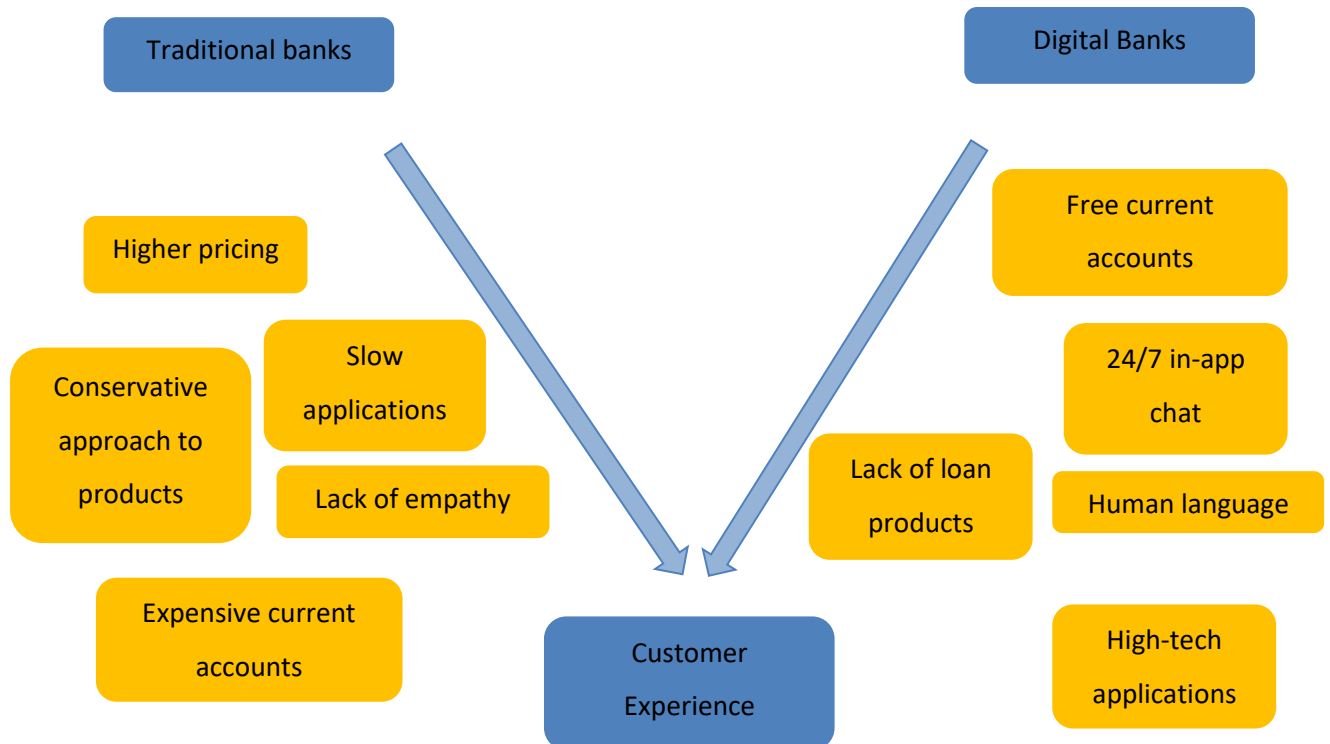 Traditional banks
Digital Banks
Higher pricing
Slow
applications
Conservative
approach to
products
Lack of empathy
Expensive current
accounts
Free current
accounts
24/7 in-app
chat
Lack of loan
products
Human language
High-tech
applications
Customer
Experience